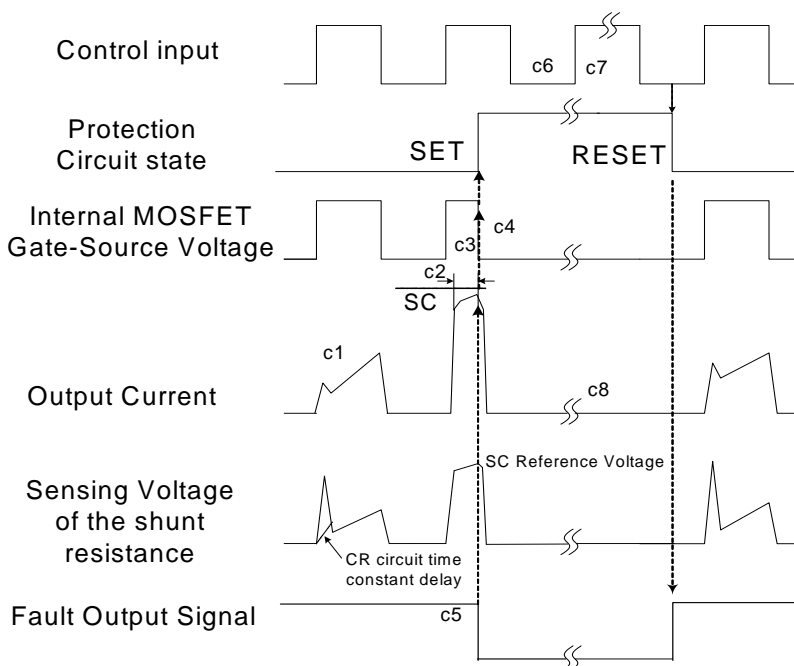 Control input
c6
c7
Protection
Circuit state
SET
RESET
Internal MOSFET
Gate-Source Voltage
c4
c3
c2
SC
c1
Output Current
c8
SC Reference Voltage
Sensing Voltage
of the shunt
resistance
CR circuit time
constant delay
Fault Output Signal
c5